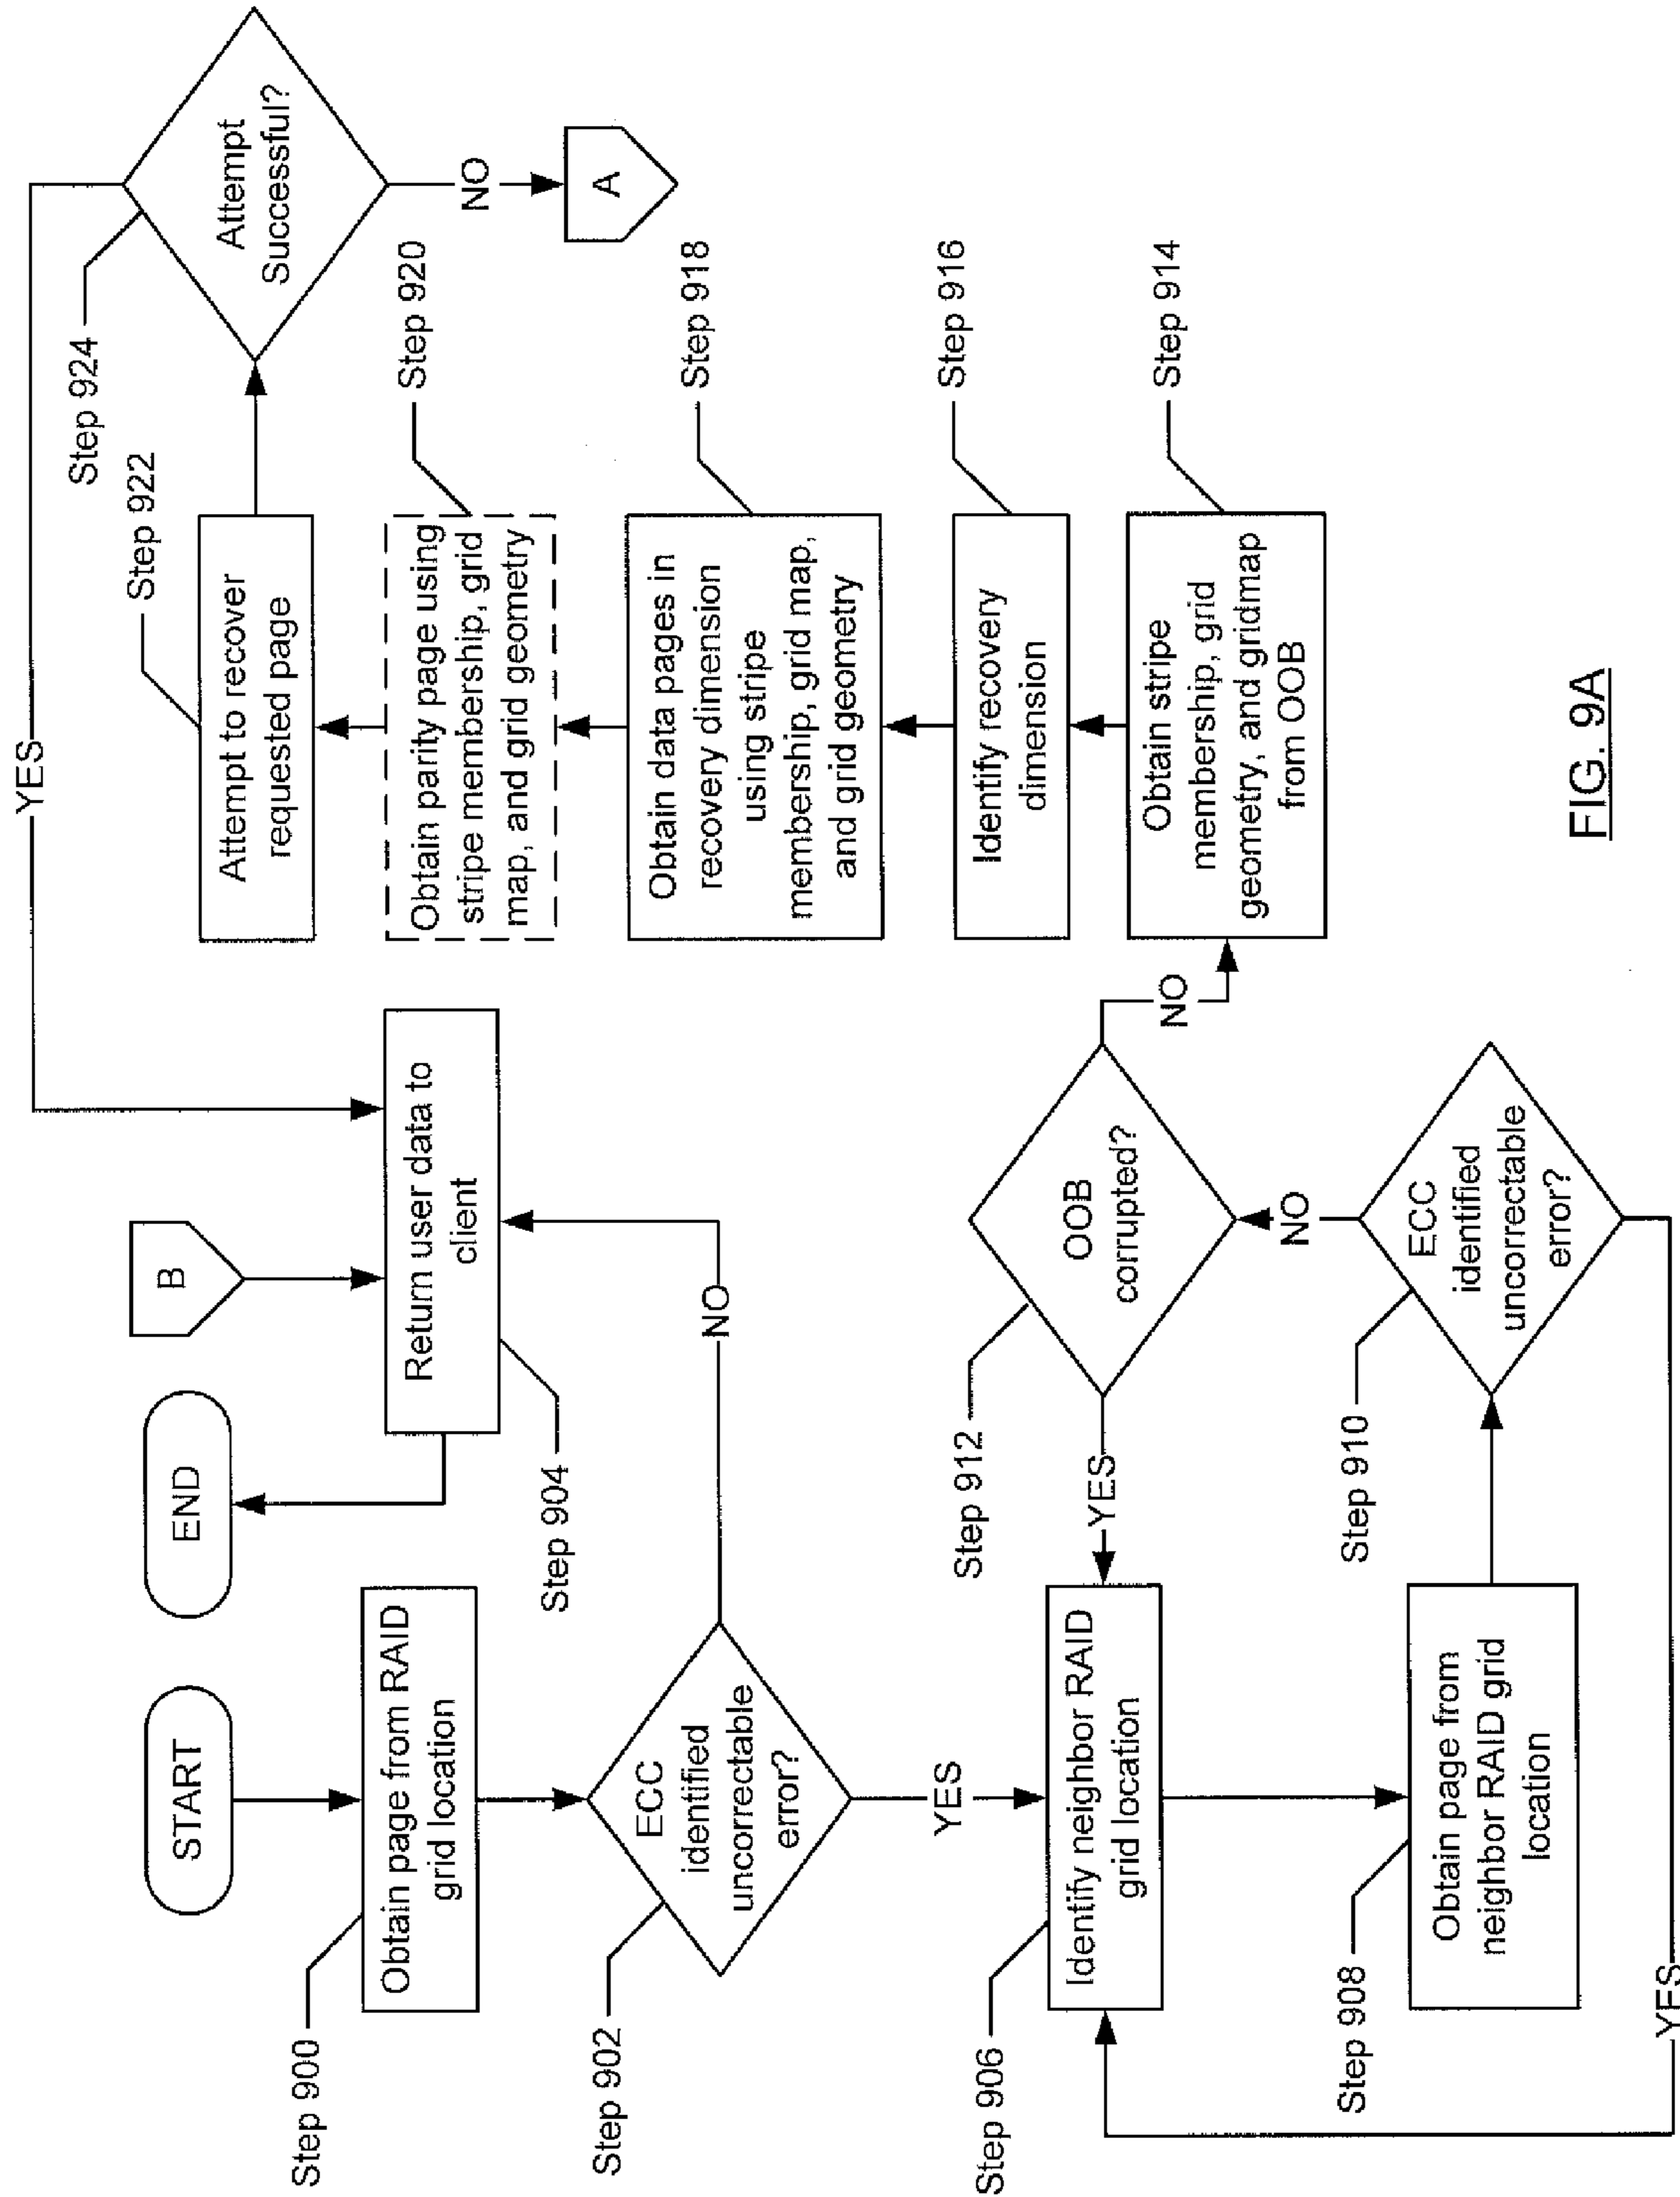 START
Step 900
Obtain page from RAID
grid location
Step 902
ECC
identified
uncorrectable
error?
NO
YES
END
B
Return user data to
client
Step 904
YES
Step 906
Identify neighbor RAID
grid location
Step 908
Obtain page from
neighbor RAID grid
location
Step 910
ECC
identified
uncorrectable
error?
YES
NO
Step 912
OOB
corrupted?
YES
NO
Obtain stripe
membership, grid
geometry, and gridmap
from OOB
Step 914
Identify recovery
dimension
Step 916
Obtain data pages in
recovery dimension
using stripe
membership, grid map,
and grid geometry
Step 918
Obtain parity page using
stripe membership, grid
map, and grid geometry
Step 920
Attempt to recover
requested page
Step 922
Step 924
Attempt
Successful?
NO
A
FIG. 9A